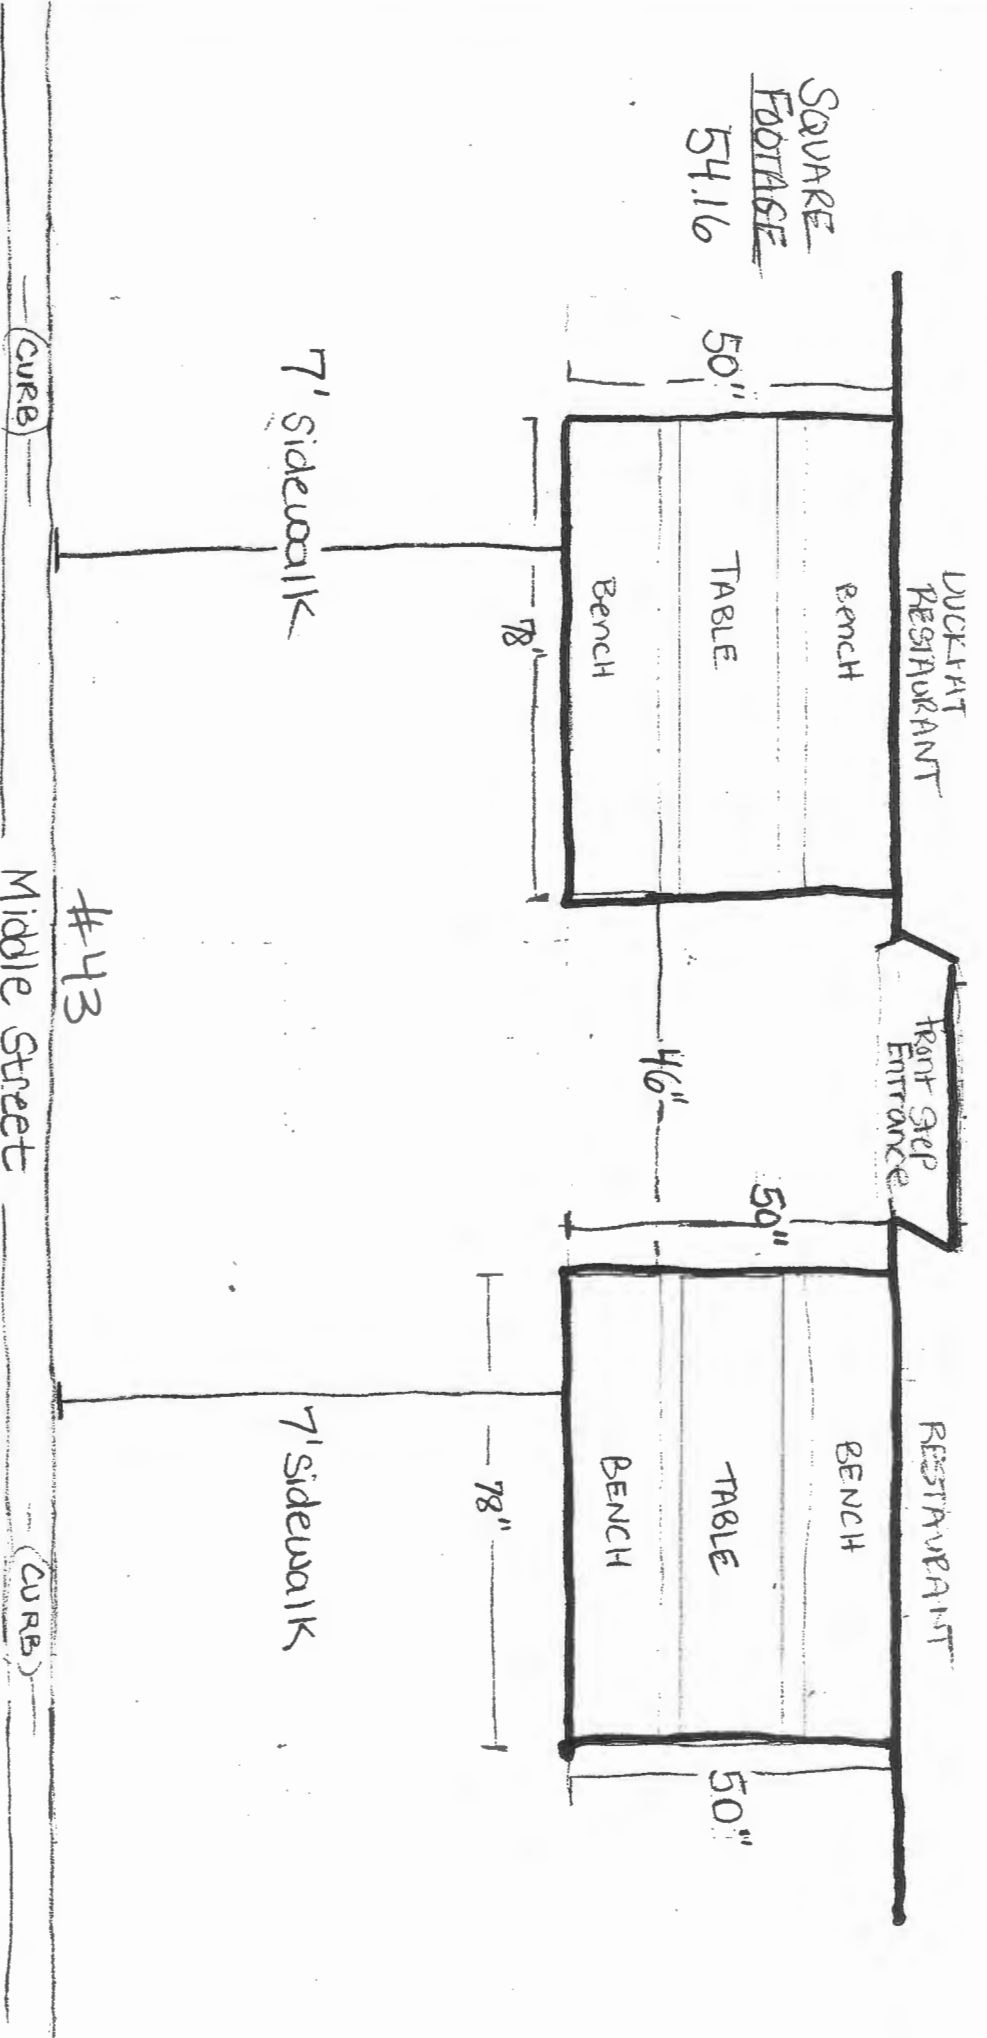 SQUARE
FOOTAGE
54.16
DUCKFAT
RESTAURANT
RESTAURANT
Front Step
Entrance
50"
BENCH
TABLE
BENCH
78"
46"
50"
BENCH
TABLE
BENCH
78"
50"
7' Sidewalk
7' Sidewalk
#43
CURB
Middle Street
CURB